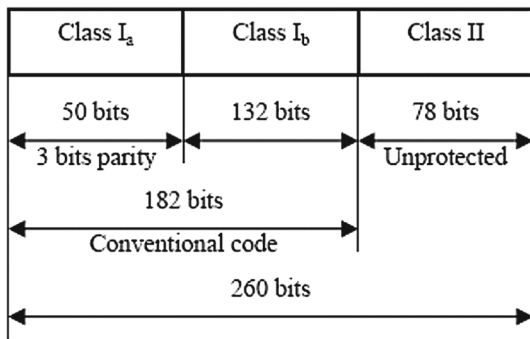 Class Ia Class Ib Class II
50 bits 132 bits 78 bits
3 bits parity Unprotected
182 bits
Conventional code
260 bits